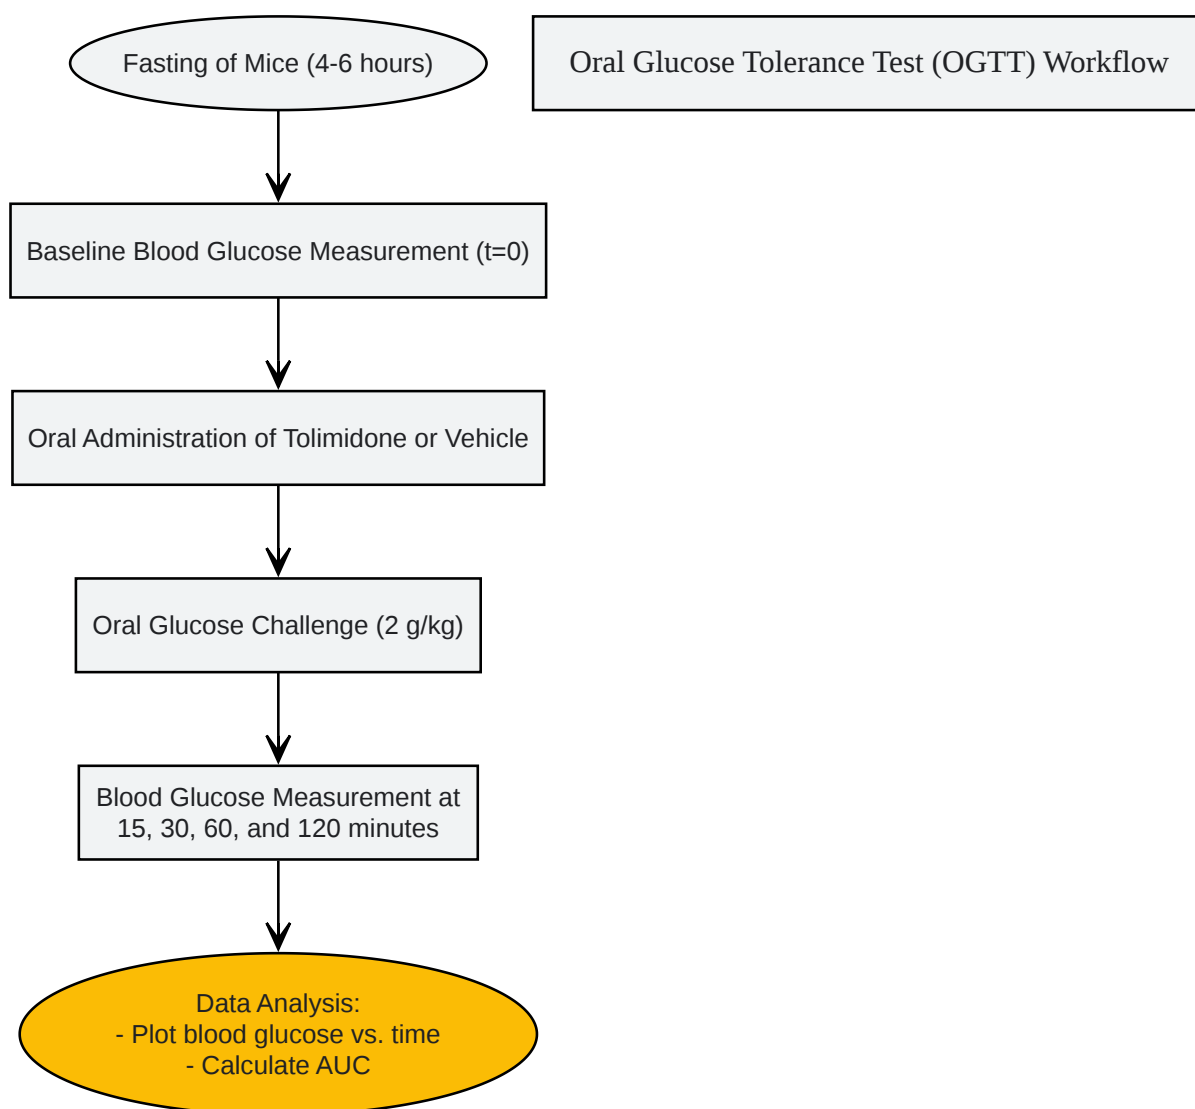 Fasting of Mice (4-6 hours)
Oral Glucose Tolerance Test (OGTT) Workflow
Baseline Blood Glucose Measurement (t=0)
Oral Administration of Tolimidone or Vehicle
Oral Glucose Challenge (2 g/kg)
Blood Glucose Measurement at
15, 30, 60, and 120 minutes
Data Analysis:
- Plot blood glucose vs. time
- Calculate AUC